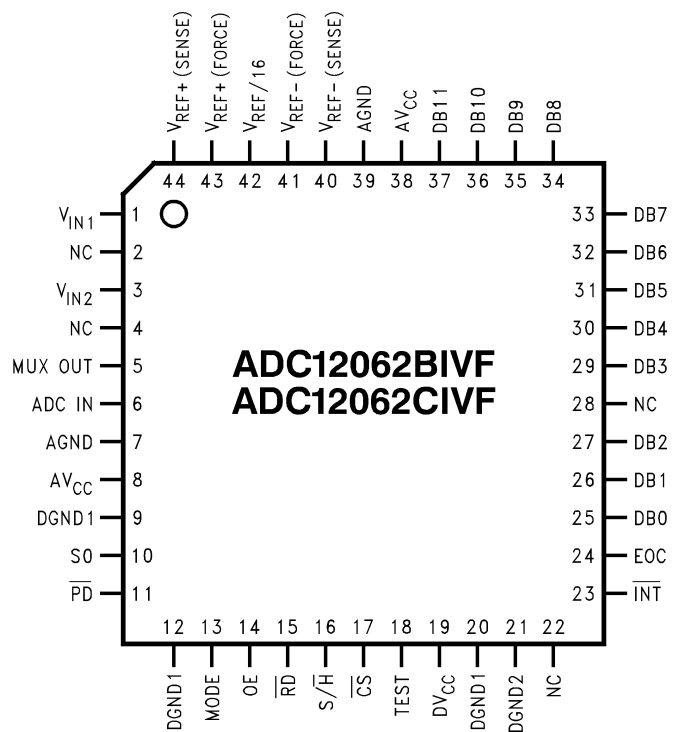 VREF+ (SENSE)
VREF+ (FORCE)
VREF/16
VREF− (FORCE)
VREF− (SENSE)
AGND
AVCC
DB11
DB10
DB9
DB8
44 43 42 41 40 39 38 37 36 35 34
VIN1 1
NC 2
VIN2 3
NC 4
MUX OUT 5
ADC IN 6
AGND 7
AVCC 8
DGND1 9
S0 10
P̅D̅ 11
ADC12062BIVF
ADC12062CIVF
33 DB7
32 DB6
31 DB5
30 DB4
29 DB3
28 NC
27 DB2
26 DB1
25 DB0
24 EOC
23 I̅N̅T̅
12 13 14 15 16 17 18 19 20 21 22
DGND1
MODE
OE
R̅D̅
S/H̅
C̅S̅
TEST
DVCC
DGND1
DGND2
NC